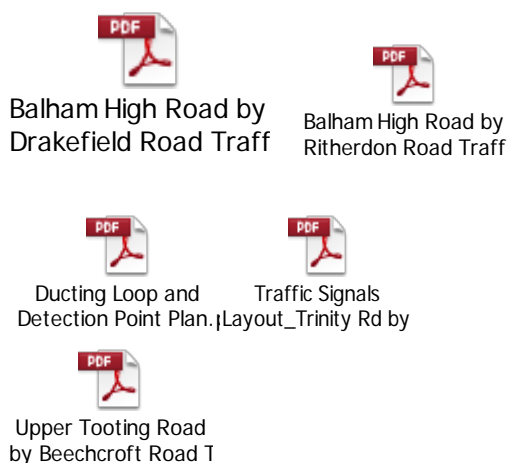 PDF
Balham High Road by
Drakefield Road Traff
PDF
Balham High Road by
Ritherdon Road Traff
PDF
Ducting Loop and
Detection Point Plan.p
PDF
Traffic Signals
Layout_Trinity Rd by
PDF
Upper Tooting Road
by Beechcroft Road T